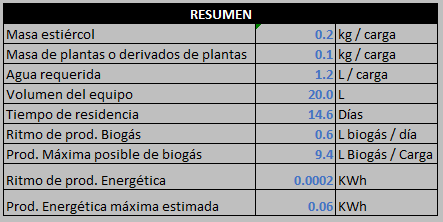 RESUMEN
Masa estiércol 0.2 kg / carga
Masa de plantas o derivados de plantas 0.1 kg / carga
Agua requerida 1.2 L / carga
Volumen del equipo 20.0 L
Tiempo de residencia 14.6 Días
Ritmo de prod. Biogás 0.6 L biogás / día
Prod. Máxima posible de biogás 9.4 L Biogás / Carga
Ritmo de prod. Energética 0.0002 KWh
Prod. Energética máxima estimada 0.06 KWh